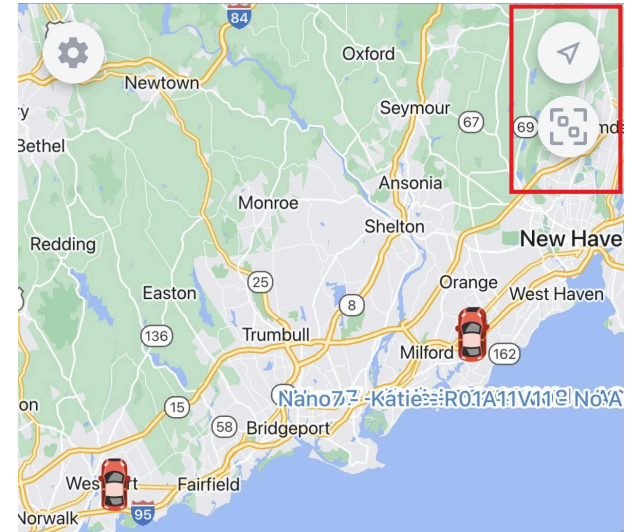 84
Oxford
Newtown
Seymour
67
69
Bethel
Ansonia
Monroe
Shelton
Redding
New Have
Orange
25
Easton
West Haven
8
136
Trumbull
Milford
162
15
58
Bridgeport
Fairfield
95
Norwalk